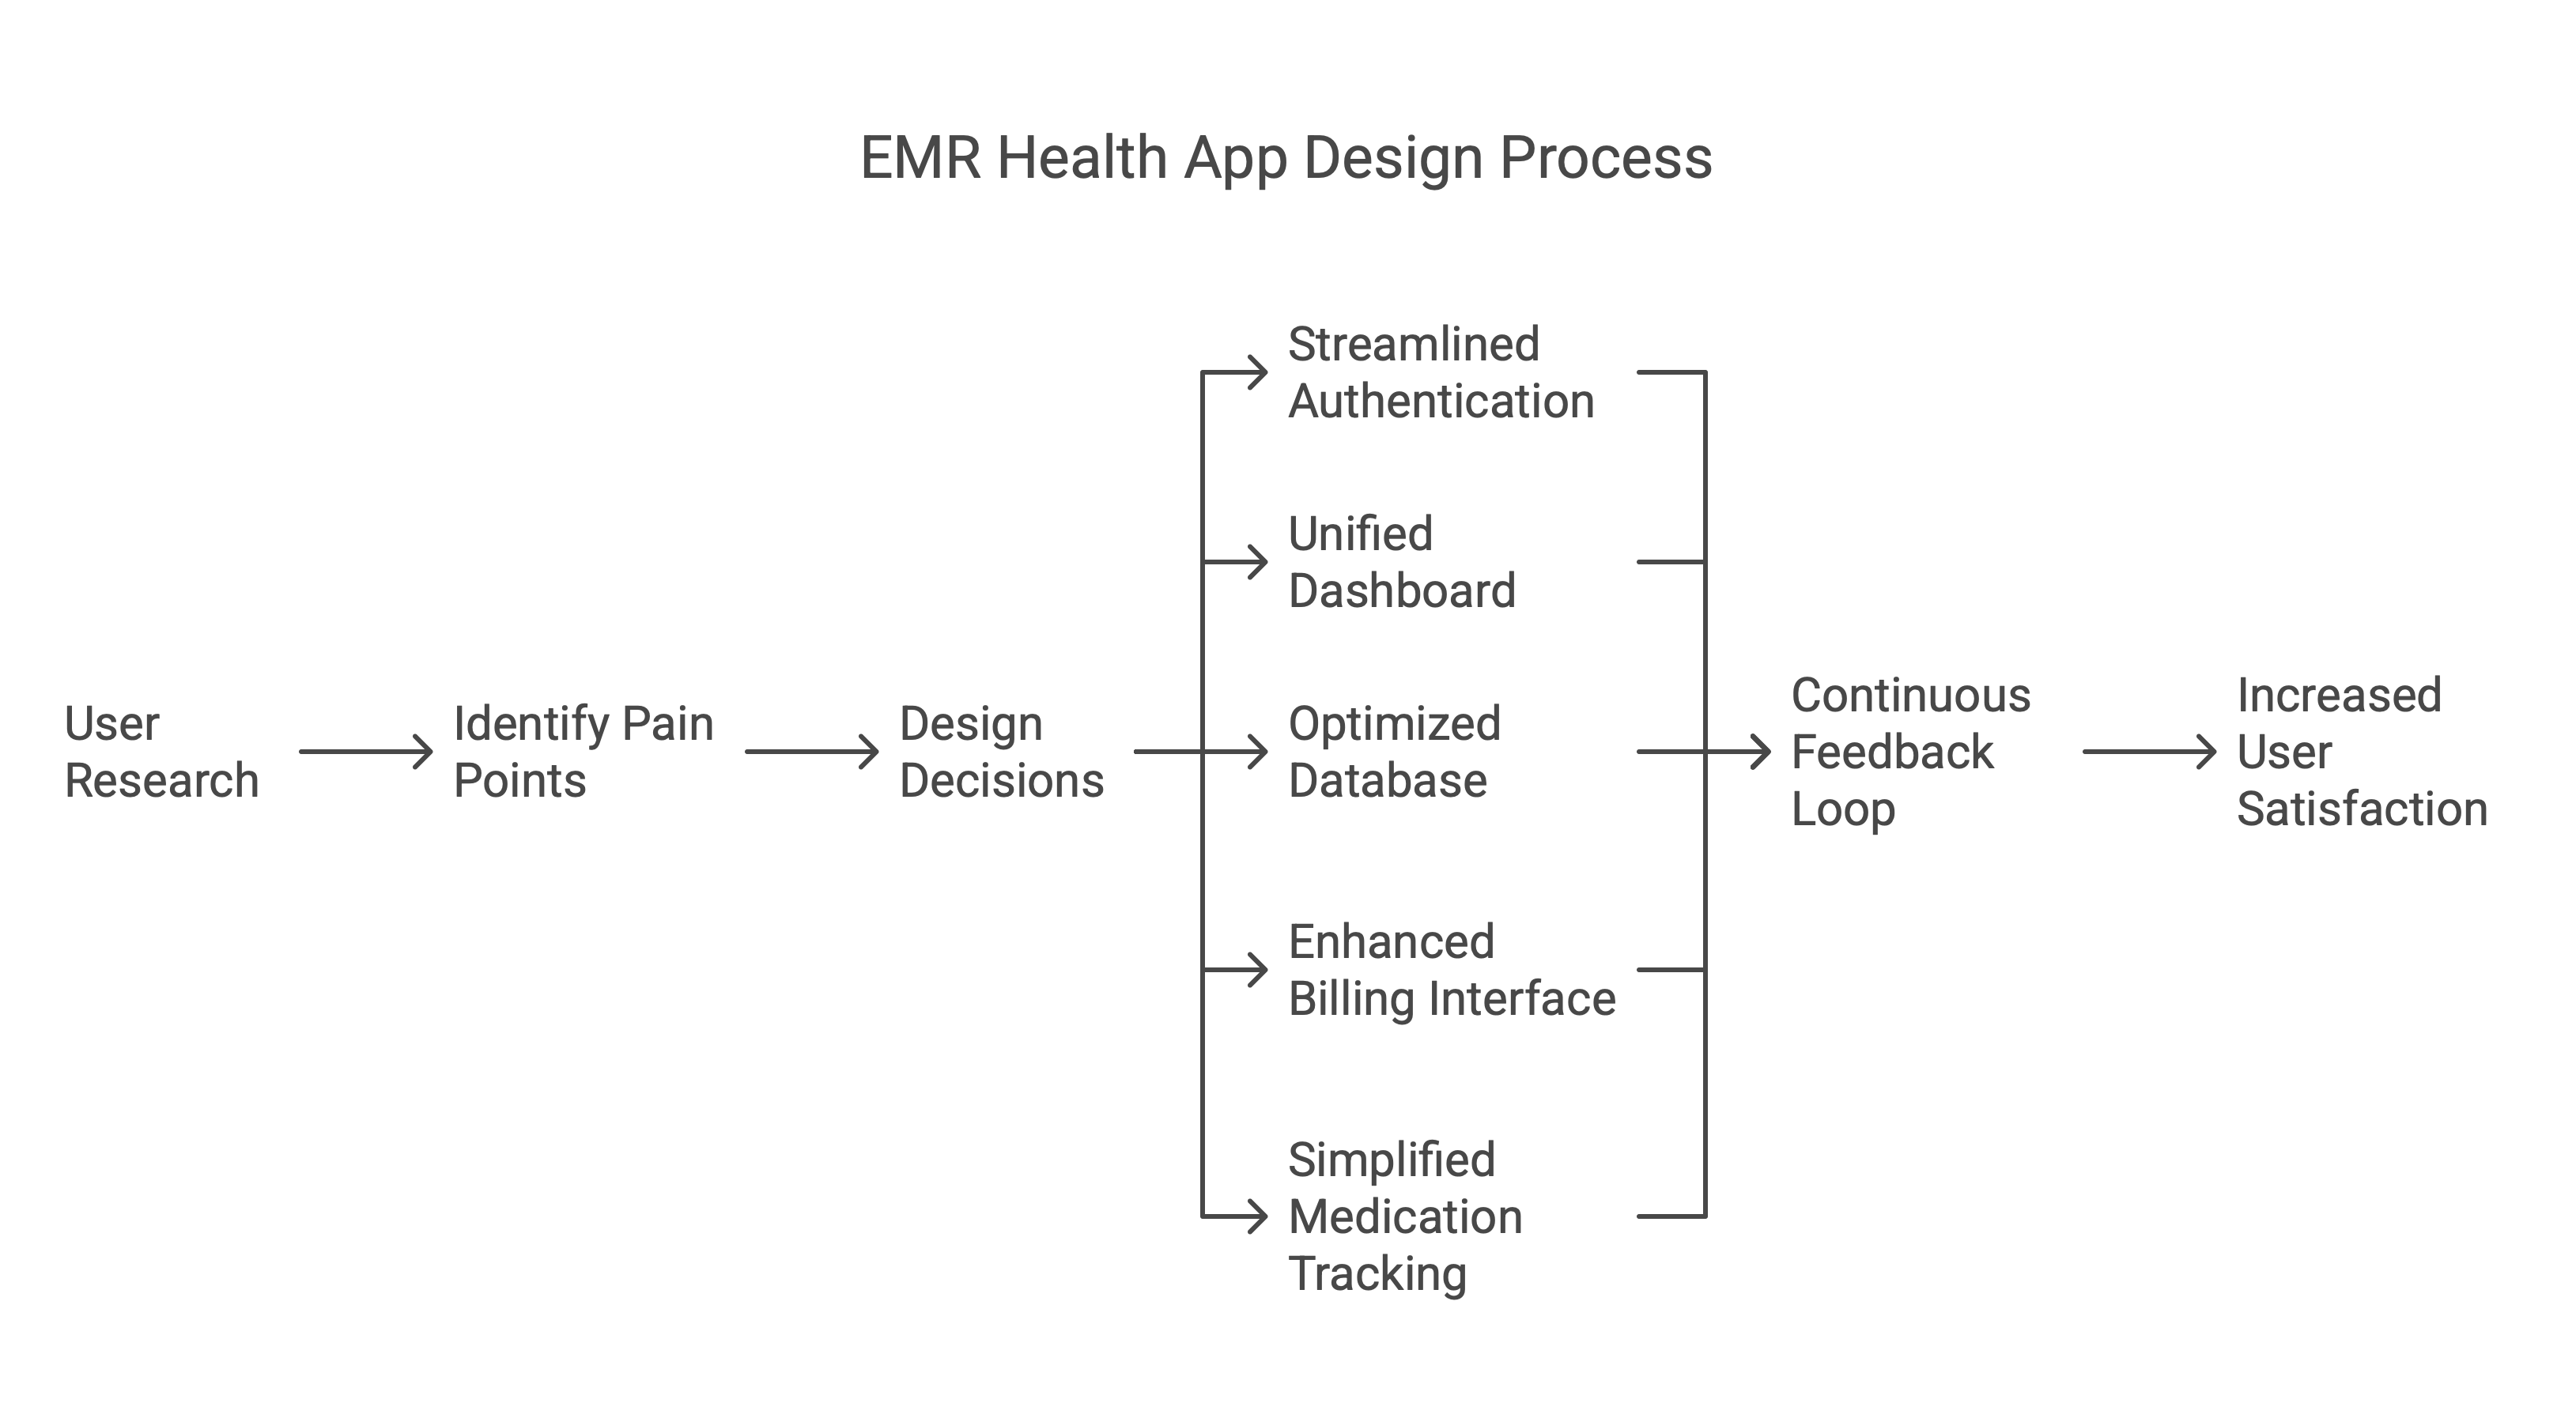 EMR Health App Design Process
User
Research
Identify Pain
Points
Design
Decisions
Streamlined
Authentication
Unified
Dashboard
Optimized
Database
Enhanced
Billing Interface
Simplified
Medication
Tracking
Continuous
Feedback
Loop
Increased
User
Satisfaction